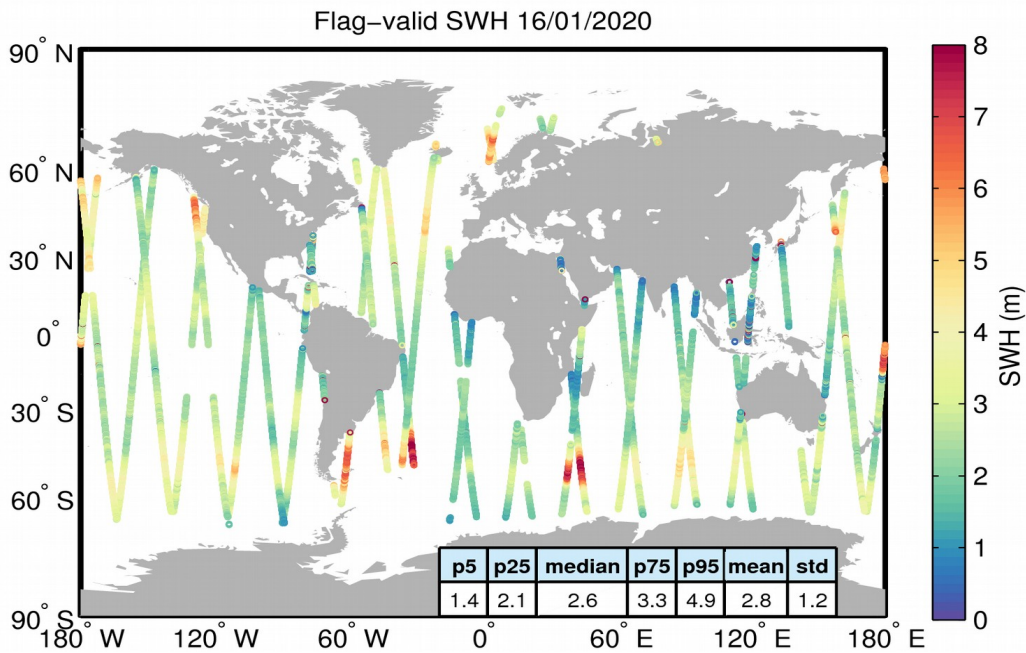 Flag−valid SWH 16/01/2020
90° N
60° N
30° N
0°
30° S
60° S
90° S
180° W
120° W
60° W
0°
60° E
120° E
180° E
p5 p25 median p75 p95 mean std
1.4 2.1 2.6 3.3 4.9 2.8 1.2
8
7
6
5
4
3
2
1
0
SWH (m)